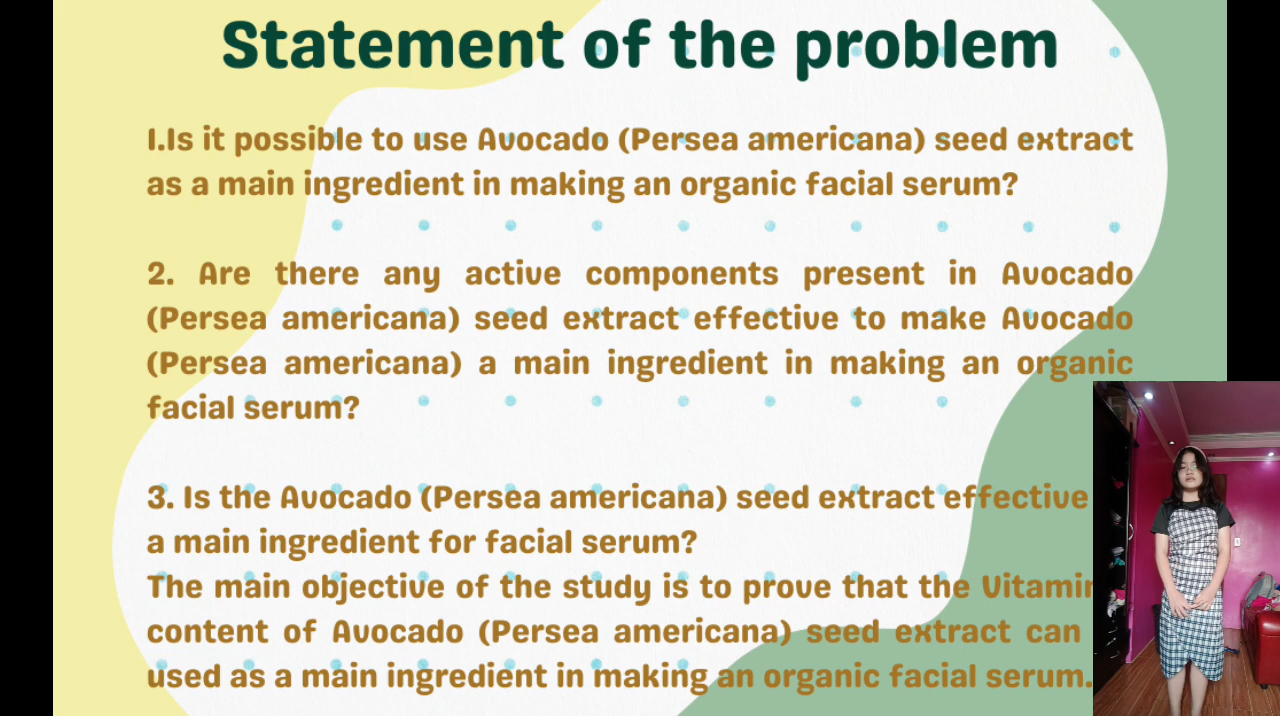 Statement of the problem
1.Is it possible to use Avocado (Persea americana) seed extract
as a main ingredient in making an organic facial serum?
2. Are there any active components present in Avocado
(Persea americana) seed extract effective to make Avocado
(Persea americana) a main ingredient in making an organic
facial serum?
3. Is the Avocado (Persea americana) seed extract effective
a main ingredient for facial serum?
The main objective of the study is to prove that the Vitamin
content of Avocado (Persea americana) seed extract can
used as a main ingredient in making an organic facial serum.